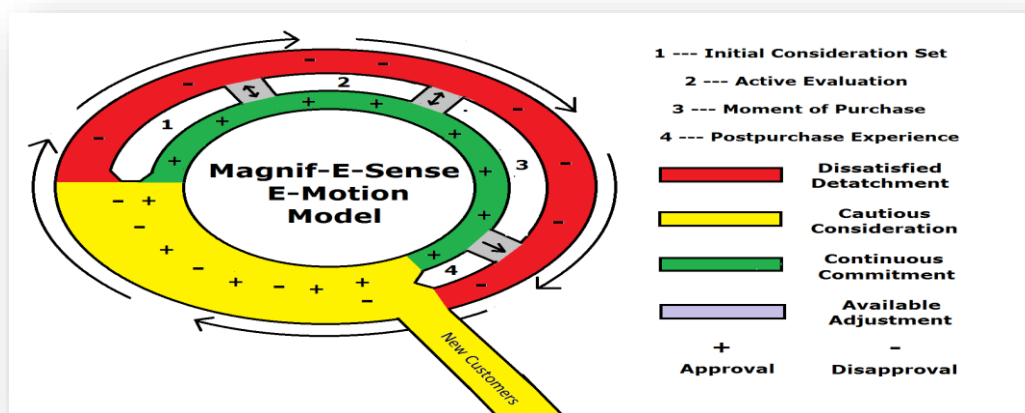 1 --- Initial Consideration Set
2 --- Active Evaluation
3 --- Moment of Purchase
4 --- Postpurchase Experience
Dissatisfied
Detatchment
Cautious
Consideration
Continuous
Commitment
Available
Adjustment
+ -
Approval Disapproval
Magnif-E-Sense
E-Motion
Model
1
2
3
4
New Customers